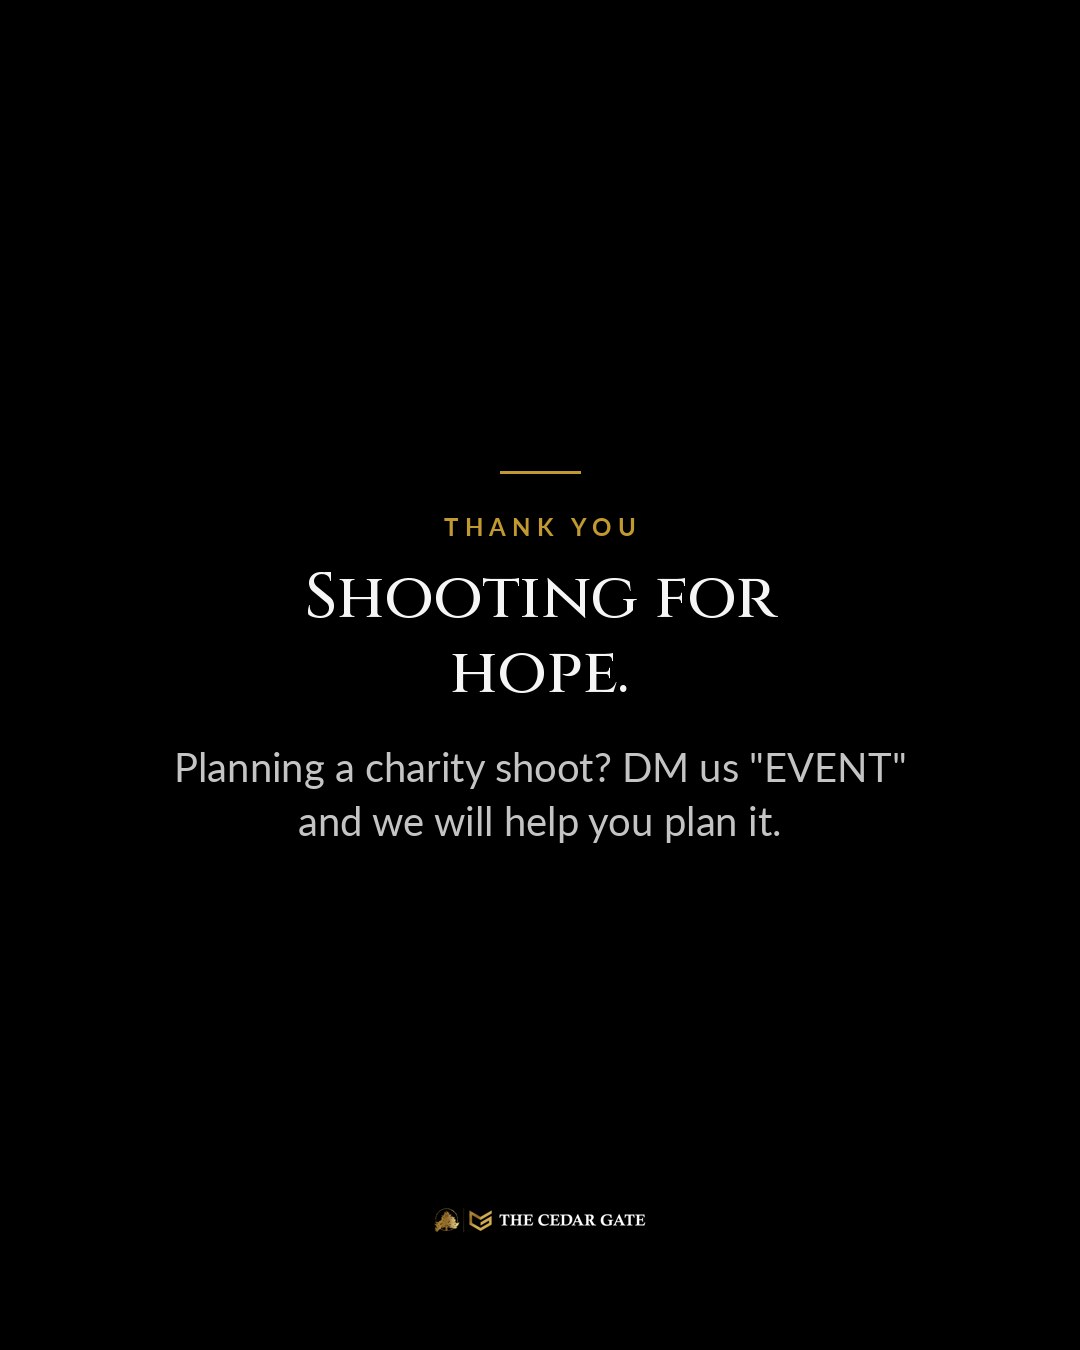 THANK YOU
Shooting for
hope.
Planning a charity shoot? DM us "EVENT"
and we will help you plan it.
THE CEDAR GATE